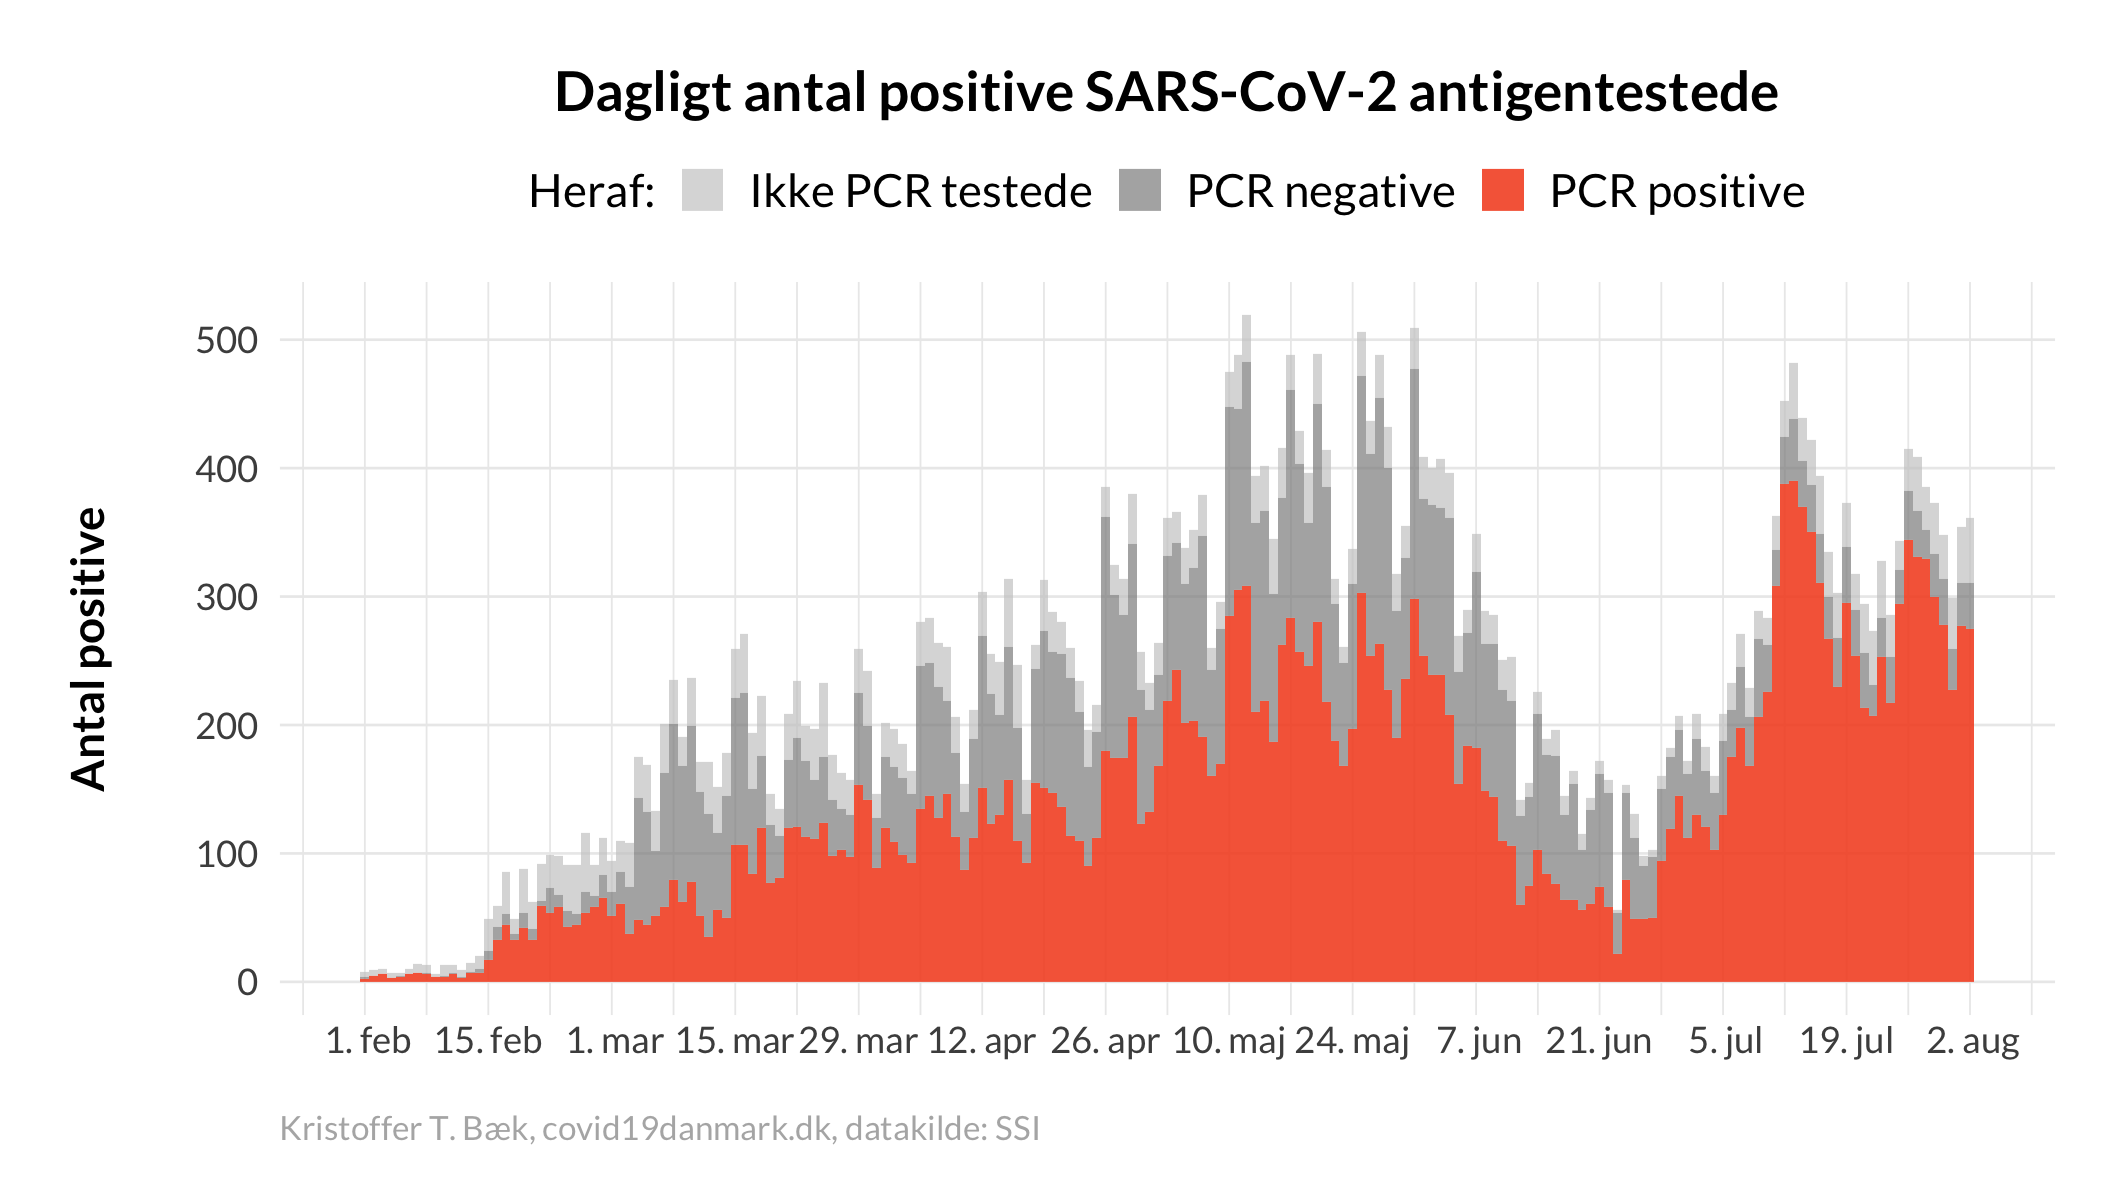 Dagligt antal positive SARS-CoV-2 antigentestede
Heraf: Ikke PCR testede PCR negative PCR positive
Antal positive
500
400
300
200
100
0
1. feb 15. feb 1. mar 15. mar 29. mar 12. apr 26. apr 10. maj 24. maj 7. jun 21. jun 5. jul 19. jul 2. aug
Kristoffer T. Bæk, covid19danmark.dk, datakilde: SSI